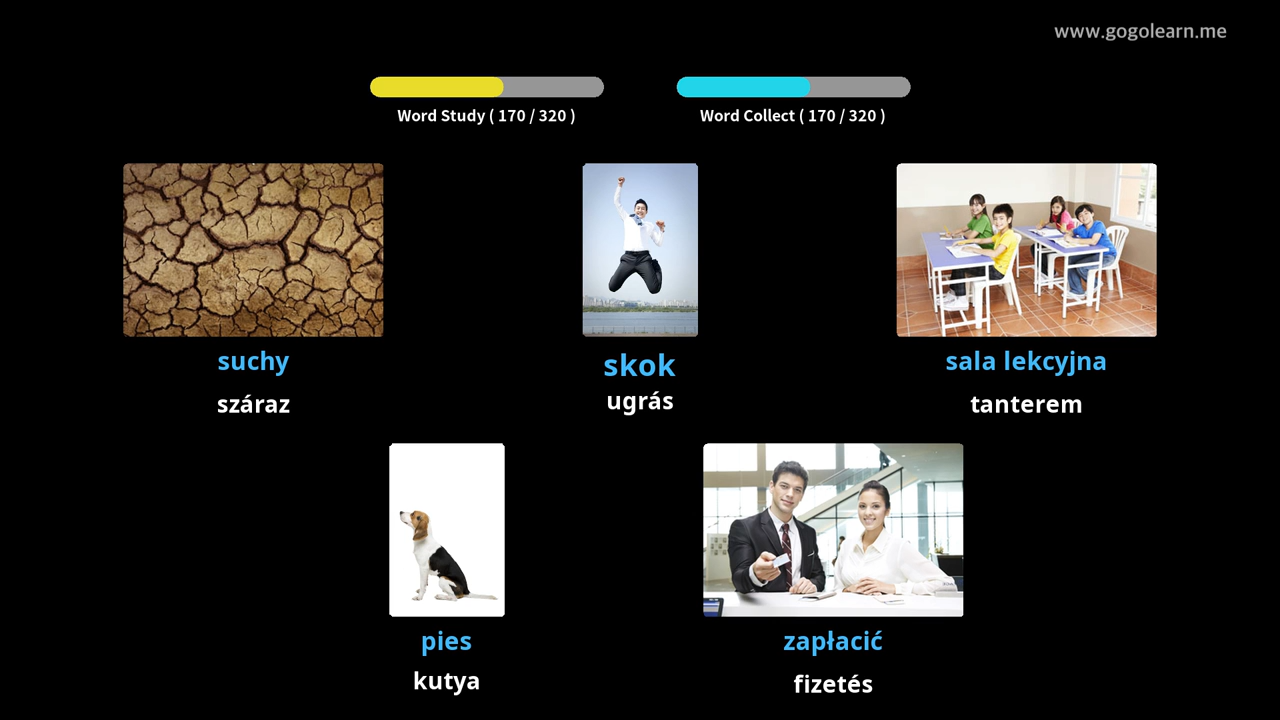 www.gogolearn.me
Word Study ( 170 / 320 )
Word Collect ( 170 / 320 )
suchy
száraz
skok
ugrás
sala lekcyjna
tanterem
pies
kutya
zapłacić
fizetés